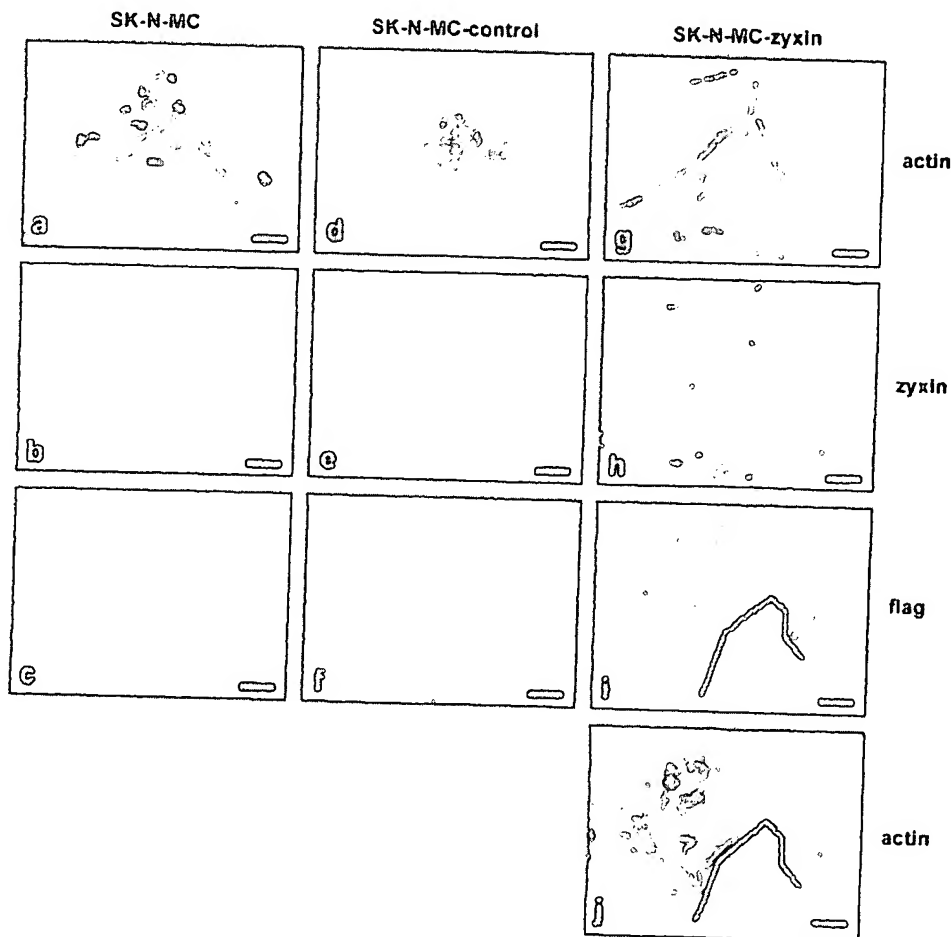 SK-N-MC
SK-N-MC-control
SK-N-MC-zyxin
a
d
g
actin
b
e
h
zyxin
c
f
i
flag
j
actin